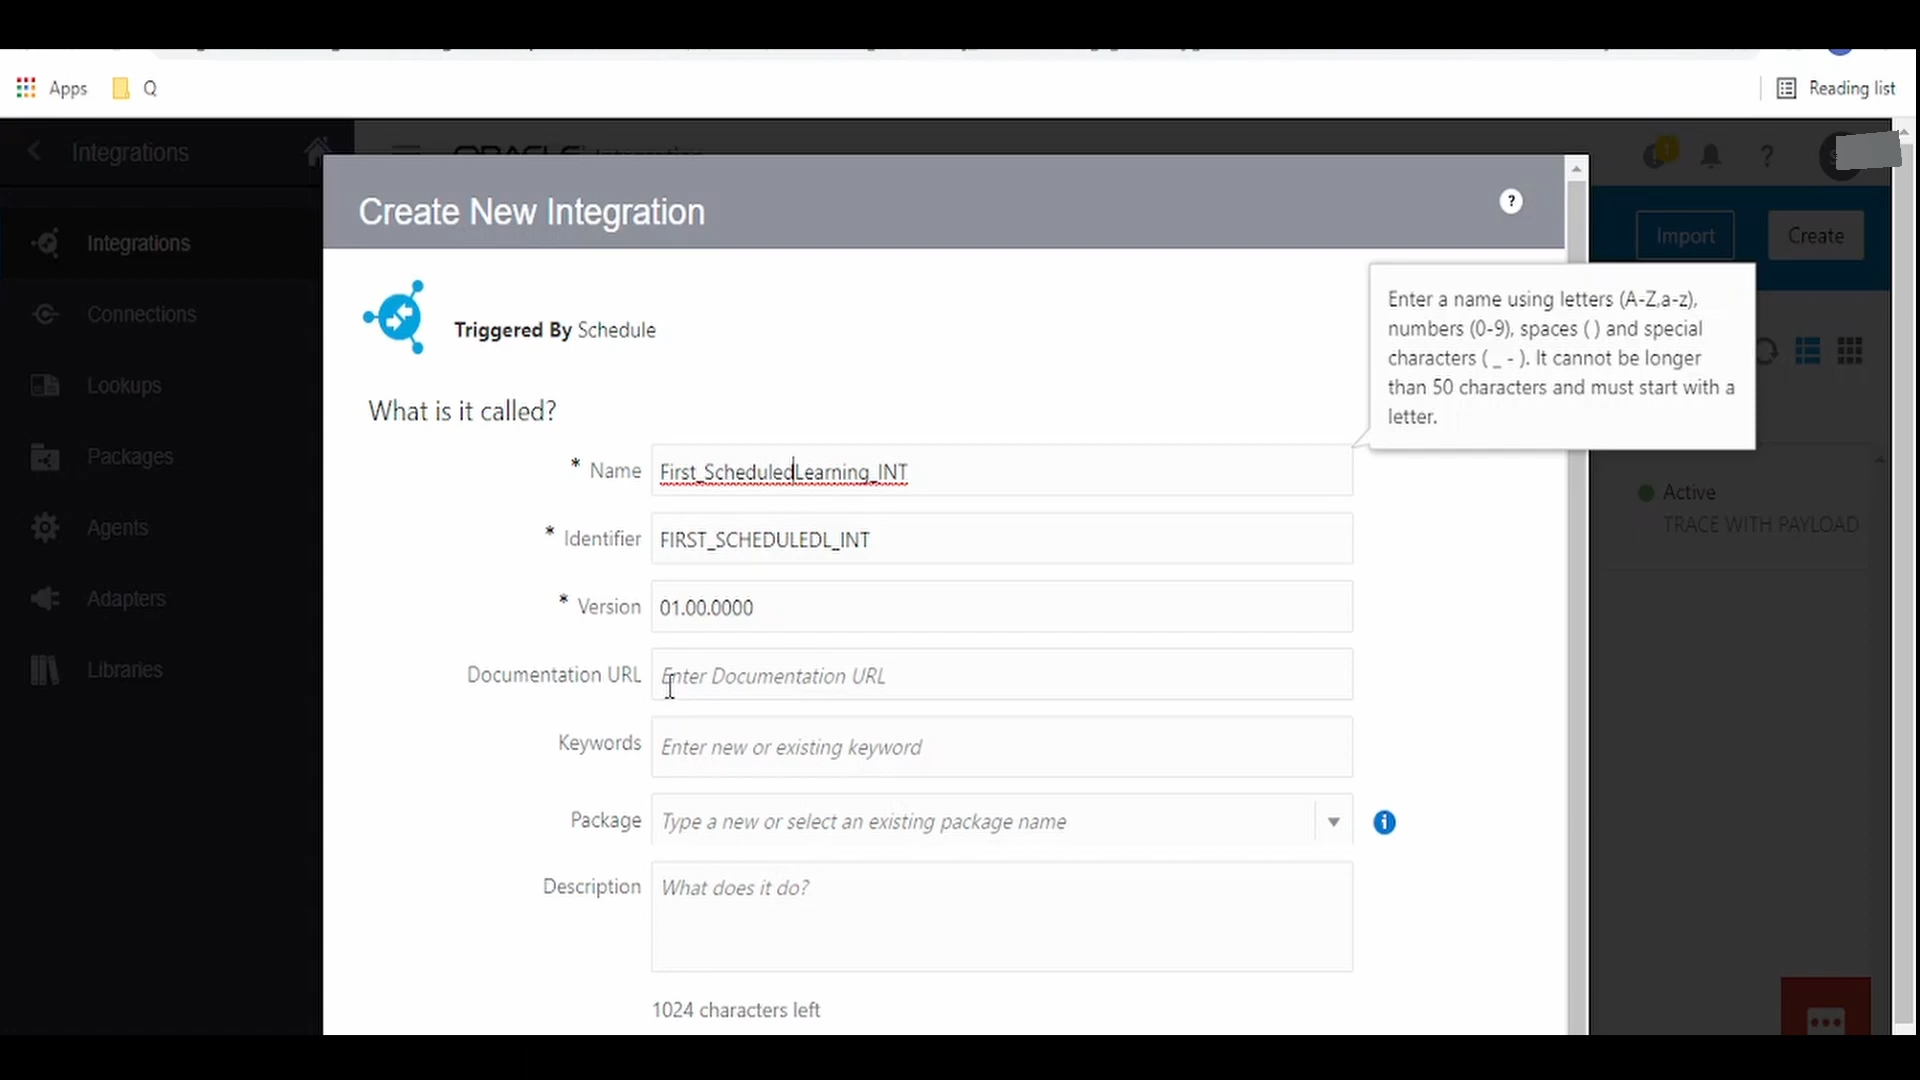 Apps
Q
Reading list
Integrations
Create New Integration
?
Import
Create
Integrations
Triggered By Schedule
Enter a name using letters (A-Z,a-z),
numbers (0-9), spaces ( ) and special
characters ( _ - ). It cannot be longer
than 50 characters and must start with a
letter.
Connections
What is it called?
Lookups
* Name First_ScheduledLearning_INT
Packages
Active
TRACE WITH PAYLOAD
* Identifier FIRST_SCHEDULEDL_INT
Agents
* Version 01.00.0000
Adapters
Documentation URL Enter Documentation URL
Libraries
Keywords Enter new or existing keyword
Package Type a new or select an existing package name
Description What does it do?
1024 characters left